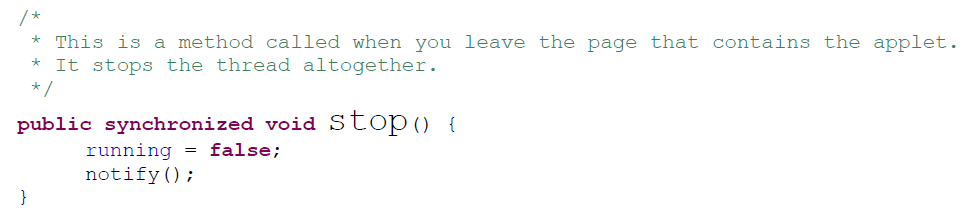 /*
* This is a method called when you leave the page that contains the applet.
* It stops the thread altogether.
*/
public synchronized void stop() {
running = false;
notify();
}